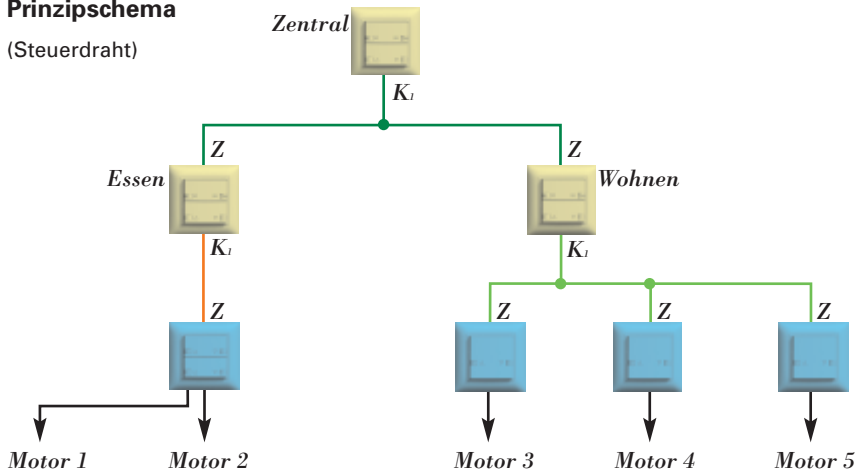 Prinzipschema
(Steuerdraht)
Zentral
K1
Z
Z
Essen
Wohnen
K1
K1
Z
Z
Z
Z
Motor 1
Motor 2
Motor 3
Motor 4
Motor 5